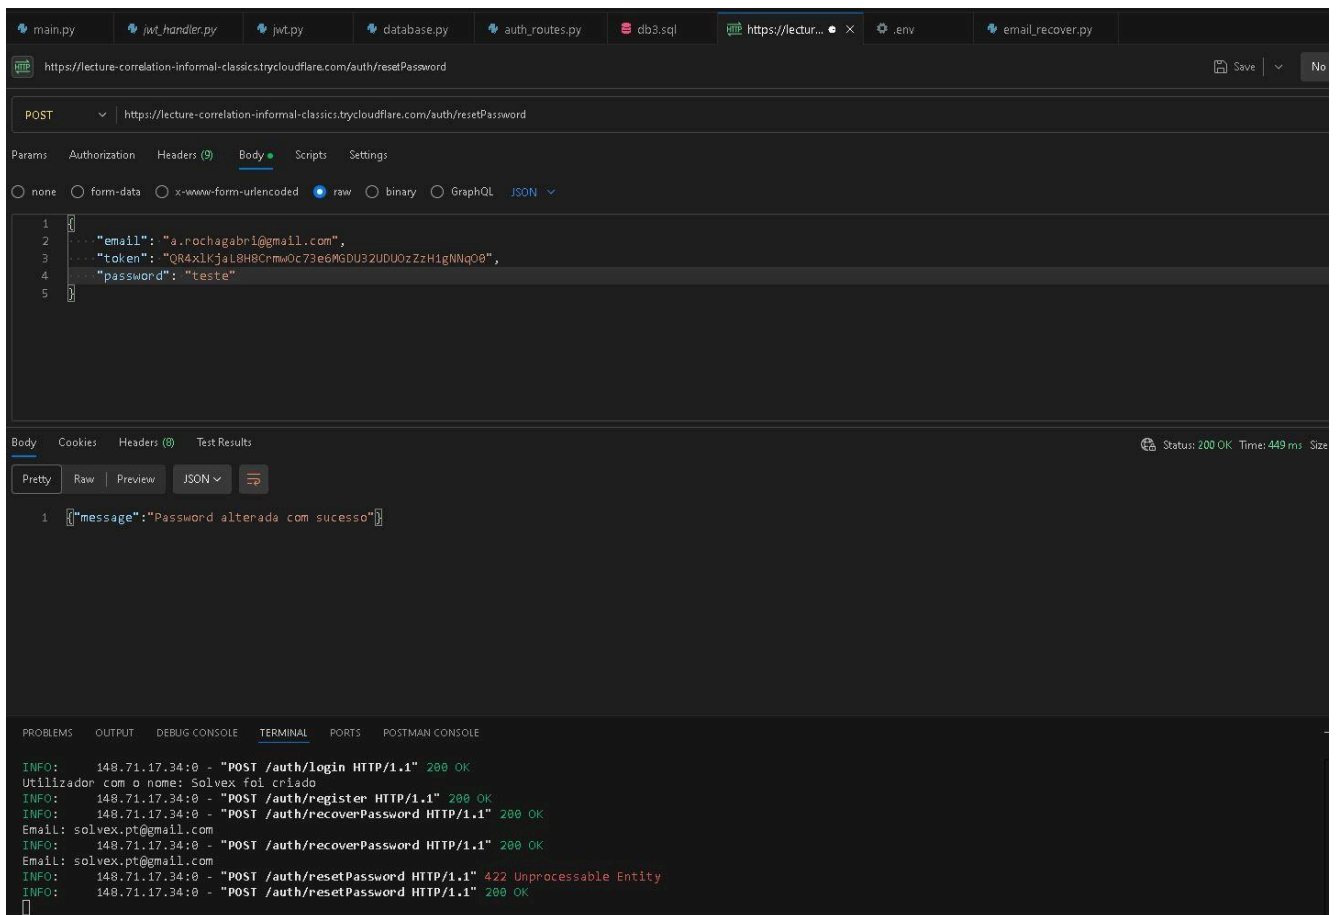 main.py jwt_handler.py jwt.py database.py auth_routes.py db3.sql https://lectur... .env email_recover.py
HTTP https://lecture-correlation-informal-classics.trycloudflare.com/auth/resetPassword Save No
POST https://lecture-correlation-informal-classics.trycloudflare.com/auth/resetPassword
Params Authorization Headers (9) Body Scripts Settings
none form-data x-www-form-urlencoded raw binary GraphQL JSON
1 {
2 "email": "a.rochagabri@gmail.com",
3 "token": "QR4xlKjaL8H8CrmwOc73e6MGDU32UDUOzZzH1gNNqO0",
4 "password": "teste"
5 }
Body Cookies Headers (8) Test Results Status: 200 OK Time: 449 ms Size
Pretty Raw Preview JSON
1 {"message":"Password alterada com sucesso"}
PROBLEMS OUTPUT DEBUG CONSOLE TERMINAL PORTS POSTMAN CONSOLE
INFO: 148.71.17.34:0 - "POST /auth/login HTTP/1.1" 200 OK
Utilizador com o nome: Solvex foi criado
INFO: 148.71.17.34:0 - "POST /auth/register HTTP/1.1" 200 OK
INFO: 148.71.17.34:0 - "POST /auth/recoverPassword HTTP/1.1" 200 OK
EmaiL: solvex.pt@gmail.com
INFO: 148.71.17.34:0 - "POST /auth/recoverPassword HTTP/1.1" 200 OK
EmaiL: solvex.pt@gmail.com
INFO: 148.71.17.34:0 - "POST /auth/resetPassword HTTP/1.1" 422 Unprocessable Entity
INFO: 148.71.17.34:0 - "POST /auth/resetPassword HTTP/1.1" 200 OK